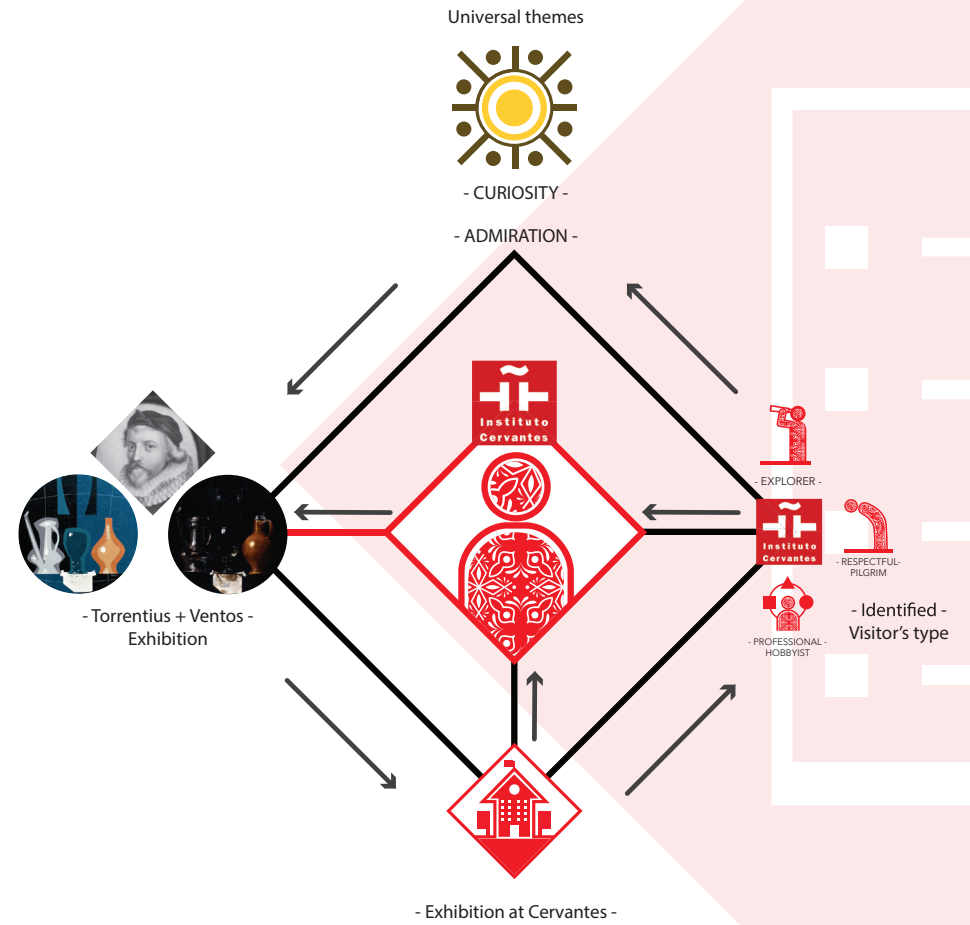 Universal themes
- CURIOSITY -
- ADMIRATION -
Instituto
Cervantes
- EXPLORER -
Instituto
Cervantes
- RESPECTFUL-
PILGRIM
- Torrentius + Ventos -
Exhibition
- Identified -
Visitor's type
- PROFESSIONAL -
HOBBYIST
- Exhibition at Cervantes -